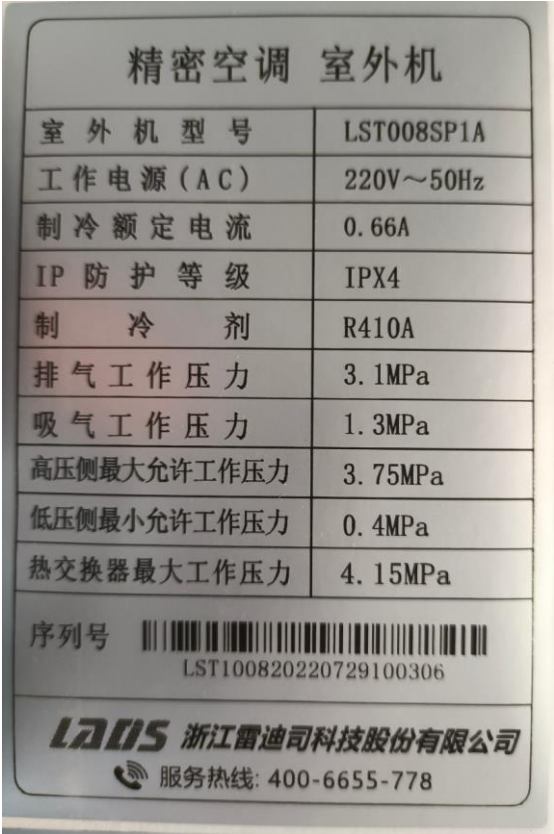 精密空调 室外机
室外机型号 LST008SP1A
工作电源(AC) 220V～50Hz
制冷额定电流 0.66A
IP防护等级 IPX4
制冷剂 R410A
排气工作压力 3.1MPa
吸气工作压力 1.3MPa
高压侧最大允许工作压力 3.75MPa
低压侧最小允许工作压力 0.4MPa
热交换器最大工作压力 4.15MPa
序列号
LST100820220729100306
LADS 浙江雷迪司科技股份有限公司
服务热线: 400-6655-778